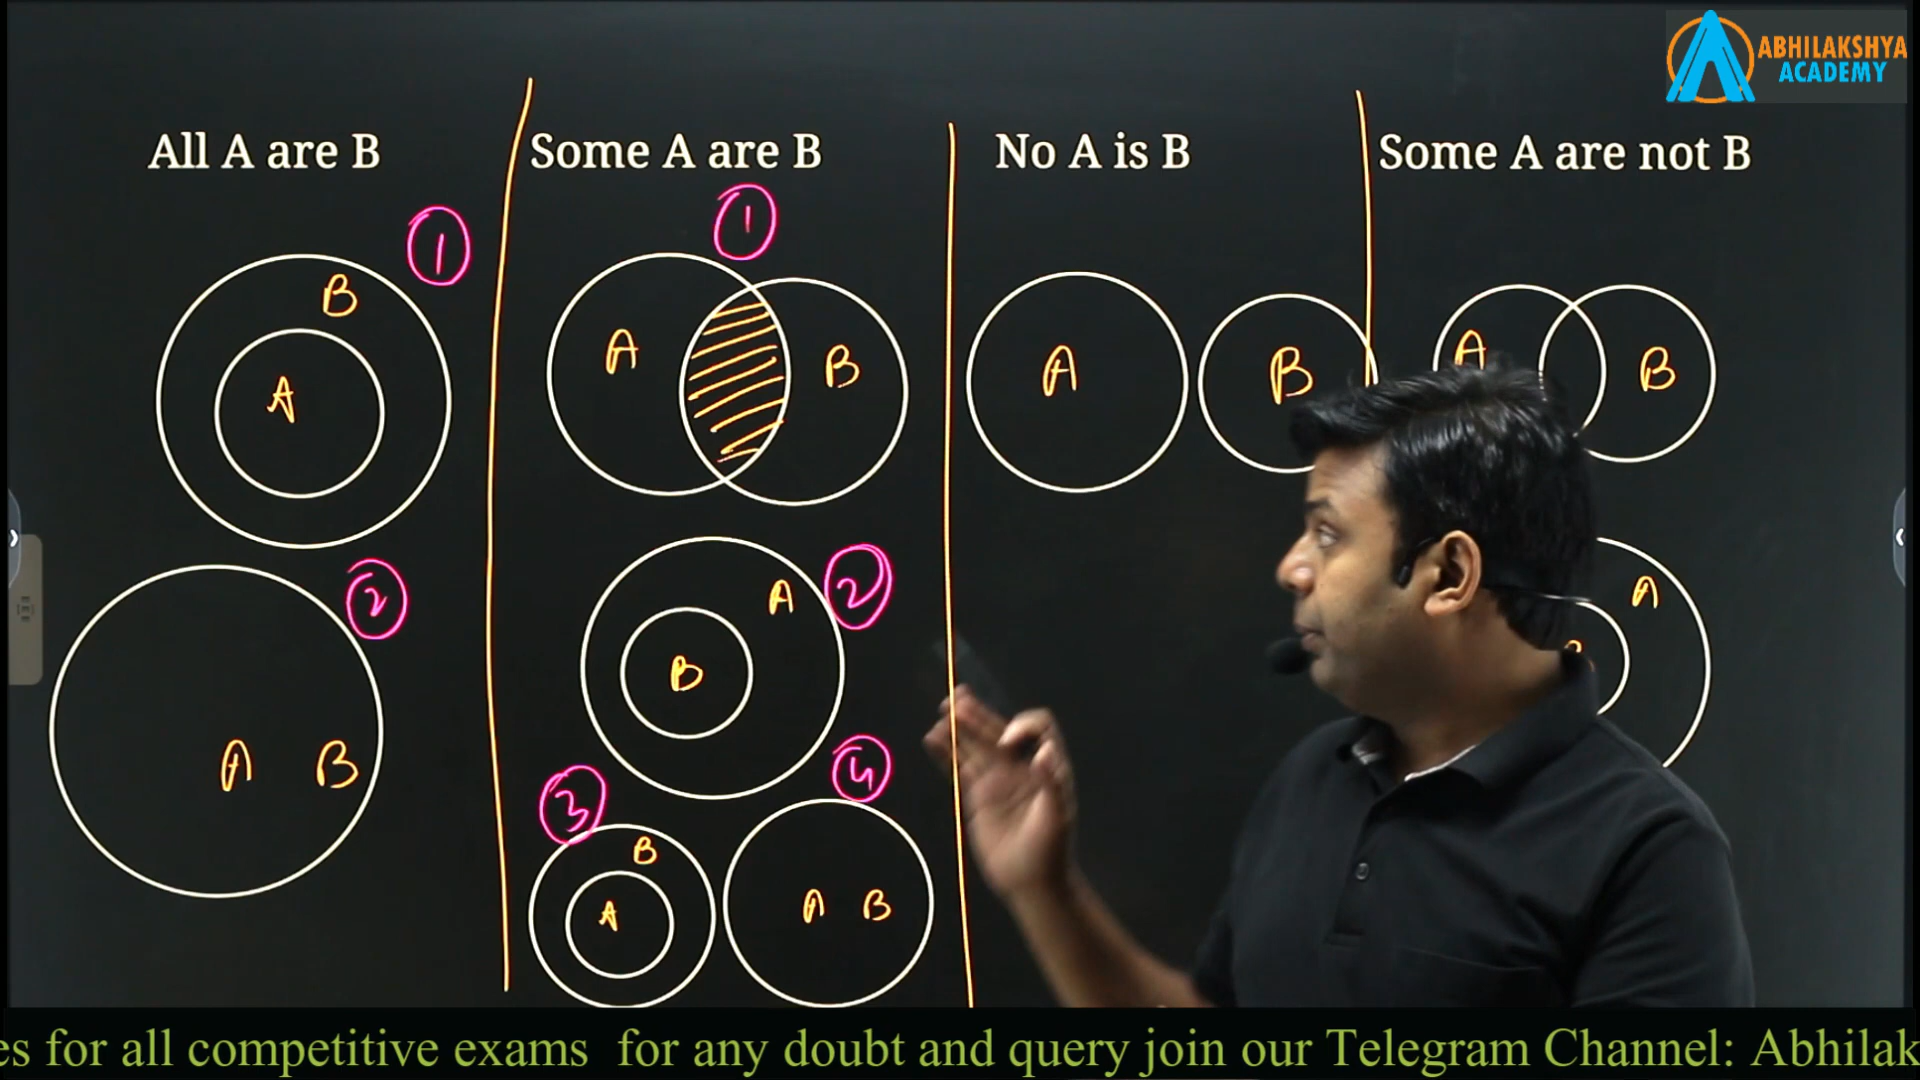 ABHILAKSHYA
ACADEMY
All A are B
Some A are B
No A is B
Some A are not B
1
B
A
2
A B
1
A
B
2
A
B
3
B
A
4
A B
A
B
A
B
A
es for all competitive exams for any doubt and query join our Telegram Channel: Abhilak